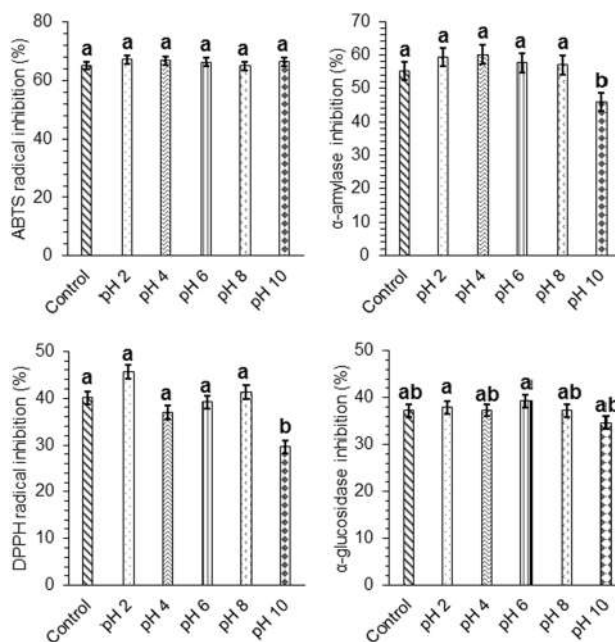 ABTS radical inhibition (%)
80
60
40
20
0
a a a a a a
Control pH 2 pH 4 pH 6 pH 8 pH 10
α-amylase inhibition (%)
70
60
50
40
30
20
10
0
a a a a a b
Control pH 2 pH 4 pH 6 pH 8 pH 10
DPPH radical inhibition (%)
50
40
30
20
10
0
a a a a a b
Control pH 2 pH 4 pH 6 pH 8 pH 10
α-glucosidase inhibition (%)
50
40
30
20
10
0
ab a ab a ab ab
Control pH 2 pH 4 pH 6 pH 8 pH 10